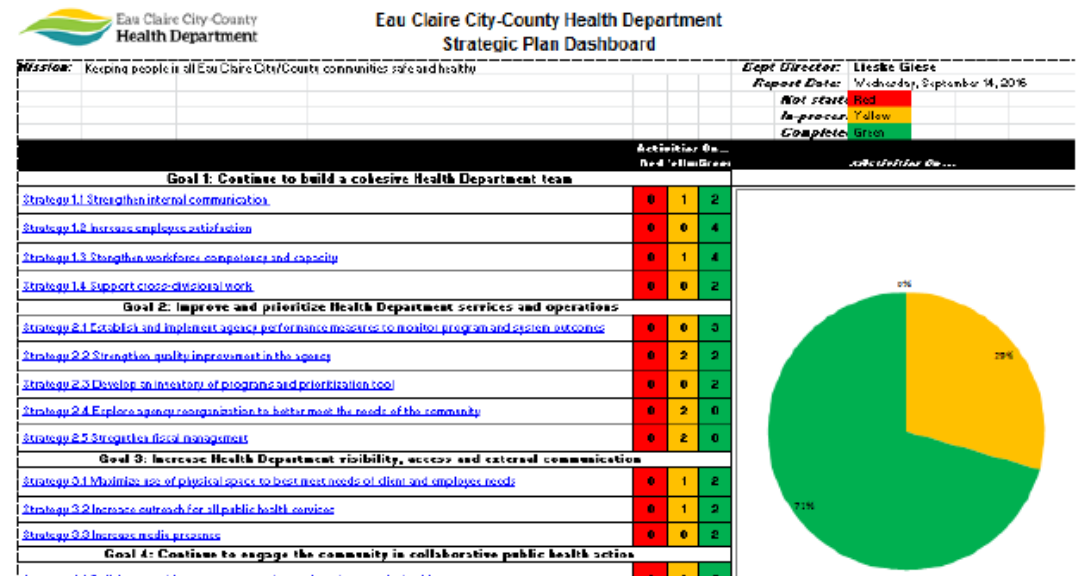 Eau Claire City-County
Health Department
Eau Claire City-County Health Department
Strategic Plan Dashboard
Mission: Keeping people in all Eau Claire City/County communities safe and healthy
Dept Director: Lieske Giese
Report Date: Wednesday, September 14, 2016
Not starte Red
In-proces Yellow
Complete Green
Activities On...
Red Yellow Green
%Activities On...
Goal 1: Continue to build a cohesive Health Department team
Strategy 1.1 Strengthen internal communication 0 1 2
Strategy 1.2 Increase employee satisfaction 0 0 4
Strategy 1.3 Stengthen workforce competency and capacity 0 1 4
Strategy 1.4 Support cross-divisional work 0 0 2
Goal 2: Improve and prioritize Health Department services and operations
Strategy 2.1 Establish and implement agency performance measures to monitor program and system outcomes 0 0 3
Strategy 2.2 Strengthen quality improvement in the agency 0 2 2
Strategy 2.3 Develop an inventory of programs and prioritization tool 0 0 2
Strategy 2.4 Explore agency reorganization to better meet the needs of the community 0 2 0
Strategy 2.5 Strengthen fiscal management 0 2 0
Goal 3: Increase Health Department visibility, access and external communication
Strategy 3.1 Maximize use of physical space to best meet needs of client and employee needs 0 1 2
Strategy 3.2 Increase outreach for all public health services 0 1 2
Strategy 3.3 Increase media presence 0 0 2
Goal 4: Continue to engage the community in collaborative public health action
0%
29%
71%